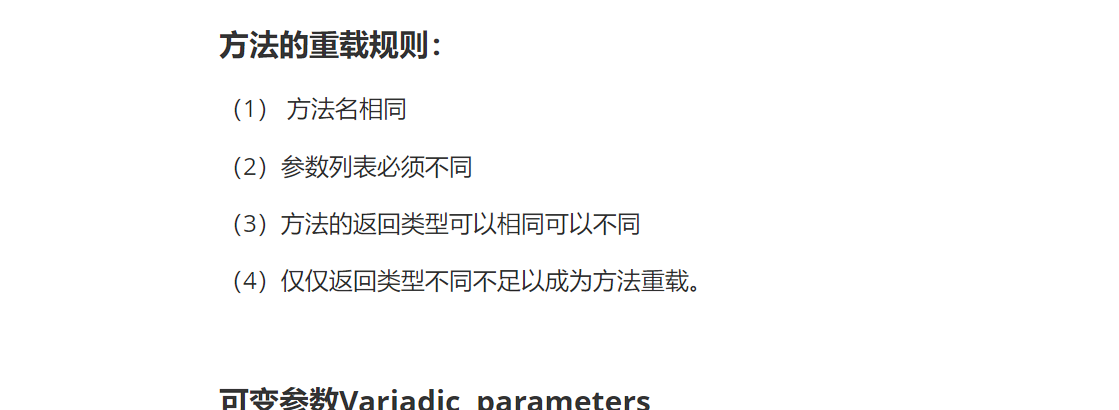 方法的重载规则：
（1） 方法名相同
（2）参数列表必须不同
（3）方法的返回类型可以相同可以不同
（4）仅仅返回类型不同不足以成为方法重载。
可变参数Variadic parameters